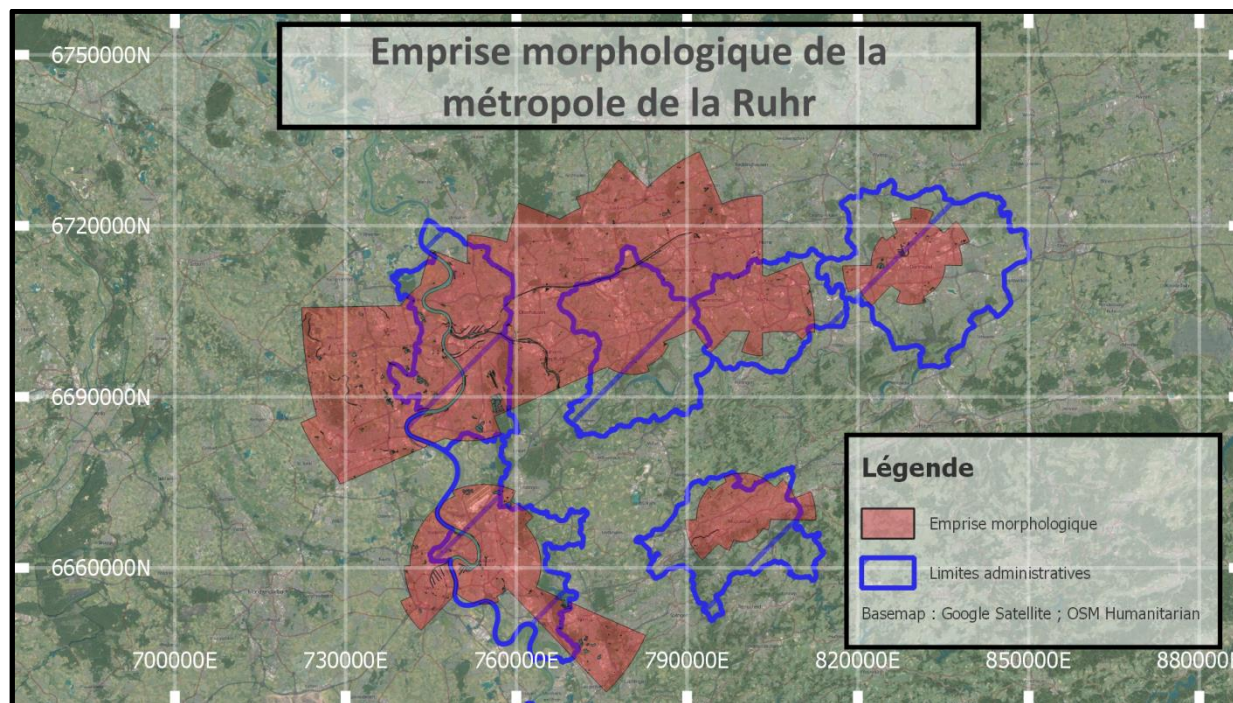 Emprise morphologique de la
métropole de la Ruhr
6750000N
6720000N
6690000N
6660000N
700000E
730000E
760000E
790000E
820000E
850000E
880000E
Légende
Emprise morphologique
Limites administratives
Basemap : Google Satellite ; OSM Humanitarian